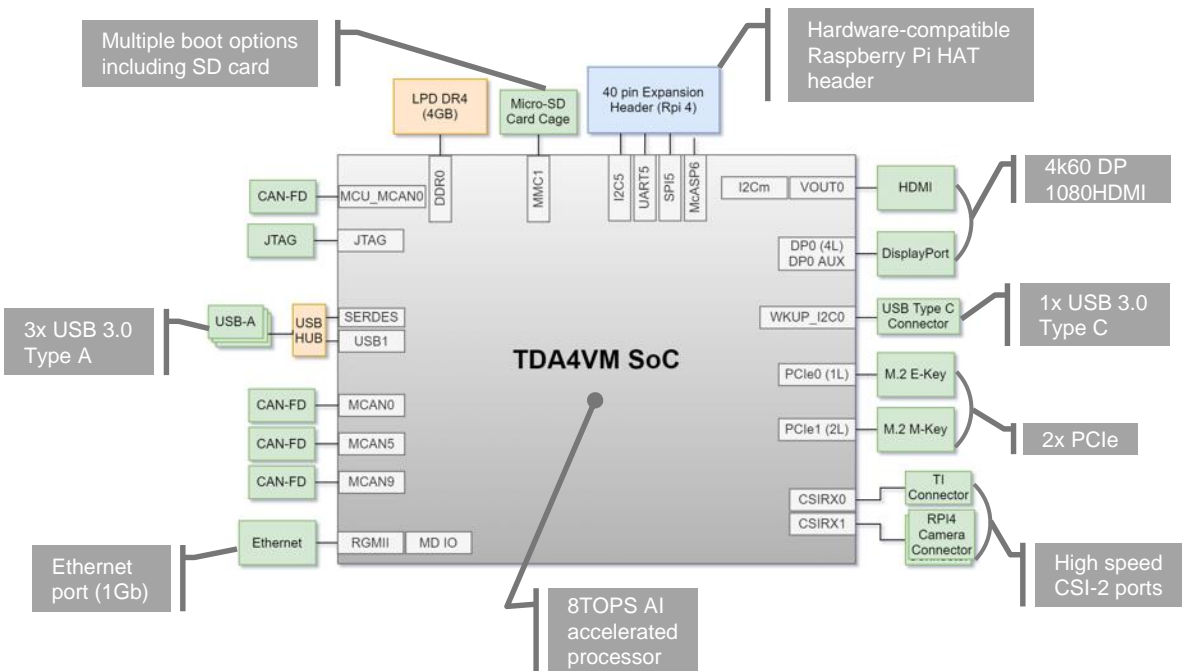 Multiple boot options
including SD card
Hardware-compatible
Raspberry Pi HAT
header
LPD DR4
(4GB)
Micro-SD
Card Cage
40 pin Expansion
Header (Rpi 4)
DDR0
MMC1
I2C5
UART5
SPI5
McASP6
CAN-FD
MCU_MCAN0
JTAG
JTAG
3x USB 3.0
Type A
USB-A
USB
HUB
SERDES
USB1
CAN-FD
MCAN0
CAN-FD
MCAN5
CAN-FD
MCAN9
Ethernet
port (1Gb)
Ethernet
RGMII
MD IO
TDA4VM SoC
8TOPS AI
accelerated
processor
I2Cm
VOUT0
HDMI
4k60 DP
1080HDMI
DP0 (4L)
DP0 AUX
DisplayPort
WKUP_I2C0
USB Type C
Connector
1x USB 3.0
Type C
PCIe0 (1L)
M.2 E-Key
PCIe1 (2L)
M.2 M-Key
2x PCIe
CSIRX0
TI
Connector
CSIRX1
RPI4
Camera
Connector
High speed
CSI-2 ports